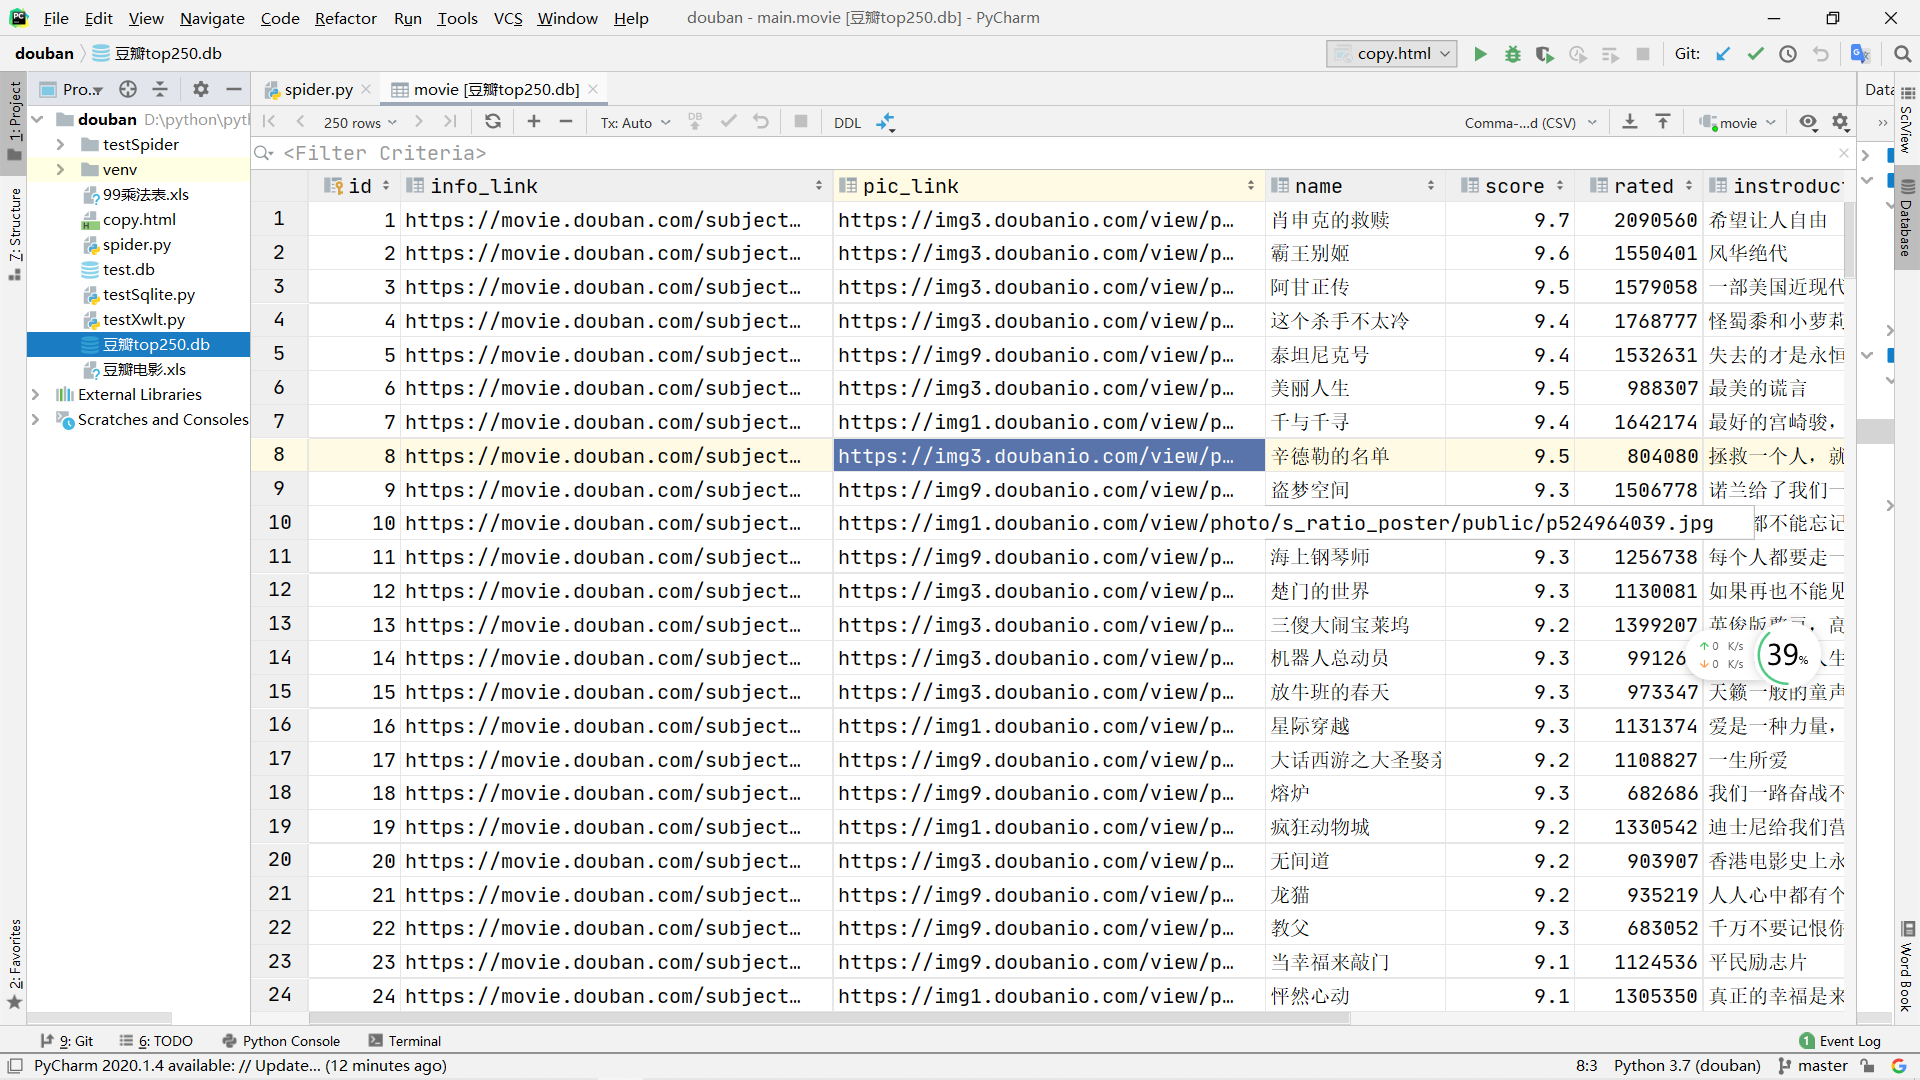 File Edit View Navigate Code Refactor Run Tools VCS Window Help douban - main.movie [豆瓣top250.db] - PyCharm
douban 豆瓣top250.db copy.html Git:
1: Project Pro... spider.py movie [豆瓣top250.db] Data SciView
douban D:\python\pyth 250 rows Tx: Auto DB DDL Comma-...d (CSV) movie
testSpider <Filter Criteria>
venv
99乘法表.xls
copy.html
spider.py
test.db
testSqlite.py
testXwlt.py
豆瓣top250.db
豆瓣电影.xls
External Libraries
Scratches and Consoles
7: Structure
2: Favorites
Database
Word Book
id info_link pic_link name score rated instroduct
1 1 https://movie.douban.com/subject… https://img3.doubanio.com/view/p… 肖申克的救赎 9.7 2090560 希望让人自由
2 2 https://movie.douban.com/subject… https://img3.doubanio.com/view/p… 霸王别姬 9.6 1550401 风华绝代
3 3 https://movie.douban.com/subject… https://img3.doubanio.com/view/p… 阿甘正传 9.5 1579058 一部美国近现代
4 4 https://movie.douban.com/subject… https://img3.doubanio.com/view/p… 这个杀手不太冷 9.4 1768777 怪蜀黍和小萝莉
5 5 https://movie.douban.com/subject… https://img9.doubanio.com/view/p… 泰坦尼克号 9.4 1532631 失去的才是永恒
6 6 https://movie.douban.com/subject… https://img3.doubanio.com/view/p… 美丽人生 9.5 988307 最美的谎言
7 7 https://movie.douban.com/subject… https://img1.doubanio.com/view/p… 千与千寻 9.4 1642174 最好的宫崎骏，
8 8 https://movie.douban.com/subject… https://img3.doubanio.com/view/p… 辛德勒的名单 9.5 804080 拯救一个人，就
9 9 https://movie.douban.com/subject… https://img9.doubanio.com/view/p… 盗梦空间 9.3 1506778 诺兰给了我们一
10 10 https://movie.douban.com/subject… https://img1.doubanio.com/view/photo/s_ratio_poster/public/p524964039.jpg 都不能忘记
11 11 https://movie.douban.com/subject… https://img9.doubanio.com/view/p… 海上钢琴师 9.3 1256738 每个人都要走一
12 12 https://movie.douban.com/subject… https://img3.doubanio.com/view/p… 楚门的世界 9.3 1130081 如果再也不能见
13 13 https://movie.douban.com/subject… https://img3.doubanio.com/view/p… 三傻大闹宝莱坞 9.2 1399207 英俊版憨豆，高
14 14 https://movie.douban.com/subject… https://img1.doubanio.com/view/p… 机器人总动员 9.3 99126 人生
15 15 https://movie.douban.com/subject… https://img3.doubanio.com/view/p… 放牛班的春天 9.3 973347 天籁一般的童声
16 16 https://movie.douban.com/subject… https://img1.doubanio.com/view/p… 星际穿越 9.3 1131374 爱是一种力量，
17 17 https://movie.douban.com/subject… https://img9.doubanio.com/view/p… 大话西游之大圣娶亲 9.2 1108827 一生所爱
18 18 https://movie.douban.com/subject… https://img9.doubanio.com/view/p… 熔炉 9.3 682686 我们一路奋战不
19 19 https://movie.douban.com/subject… https://img1.doubanio.com/view/p… 疯狂动物城 9.2 1330542 迪士尼给我们营
20 20 https://movie.douban.com/subject… https://img3.doubanio.com/view/p… 无间道 9.2 903907 香港电影史上永
21 21 https://movie.douban.com/subject… https://img9.doubanio.com/view/p… 龙猫 9.2 935219 人人心中都有个
22 22 https://movie.douban.com/subject… https://img9.doubanio.com/view/p… 教父 9.3 683052 千万不要记恨你
23 23 https://movie.douban.com/subject… https://img9.doubanio.com/view/p… 当幸福来敲门 9.1 1124536 平民励志片
24 24 https://movie.douban.com/subject… https://img1.doubanio.com/view/p… 怦然心动 9.1 1305350 真正的幸福是来
↑ 0 K/s
↓ 0 K/s
39%
9: Git 6: TODO Python Console Terminal 1 Event Log
PyCharm 2020.1.4 available: // Update... (12 minutes ago) 8:3 Python 3.7 (douban) master